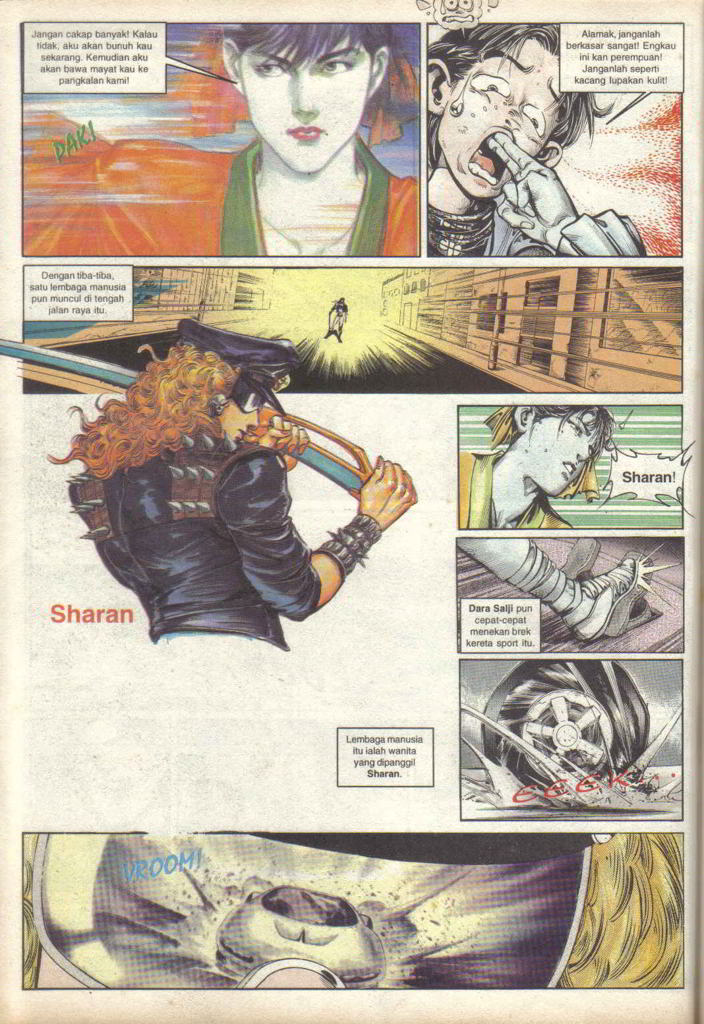 Jangan cakap banyak! Kalau
tidak, aku akan bunuh kau
sekarang. Kemudian aku
akan bawa mayat kau ke
pangkalan kami!
Alamak, janganlah
berkasar sangat! Engkau
ini kan perempuan!
Janganlah seperti
kacang lupakan kulit!
PAK!
Dengan tiba-tiba,
satu lembaga manusia
pun muncul di tengah
jalan raya itu.
Sharan!
Sharan
Dara Salji pun
cepat-cepat
menekan brek
kereta sport itu.
Lembaga manusia
itu ialah wanita
yang dipanggil
Sharan.
EEEEK...
VROOM!